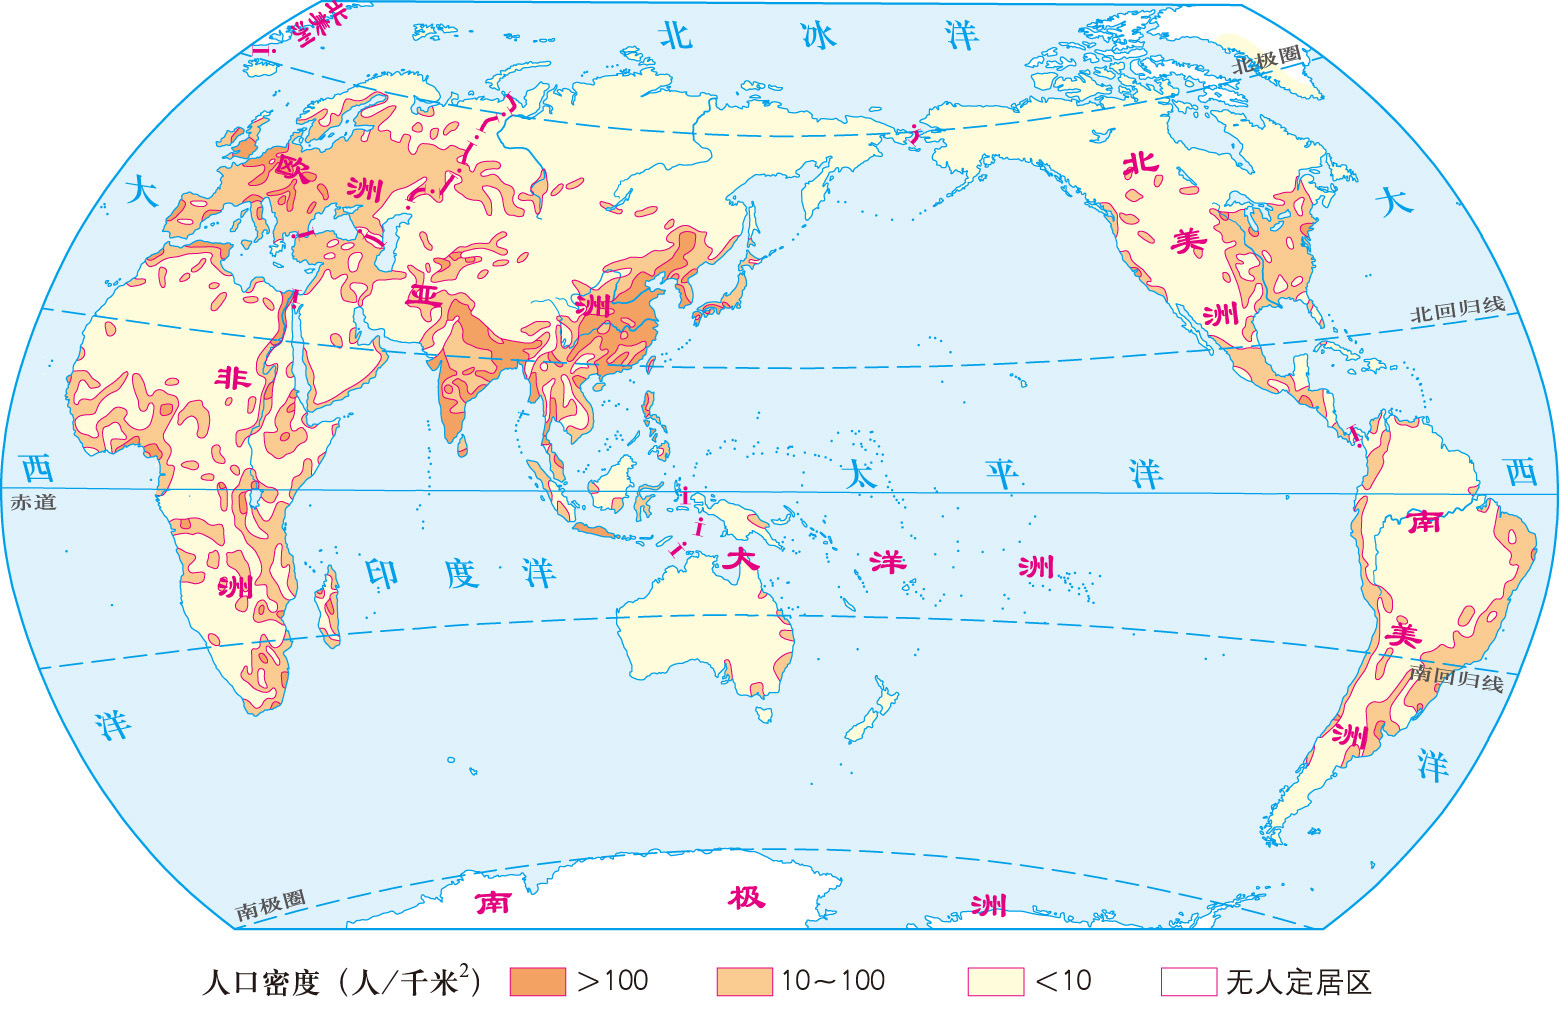 北美洲
北冰洋
北极圈
欧洲
北美洲
大西洋
大西洋
亚洲
北回归线
非洲
太平洋
赤道
印度洋
大洋洲
南美洲
南回归线
南极圈
南极洲
人口密度（人/千米²）
>100
10～100
<10
无人定居区